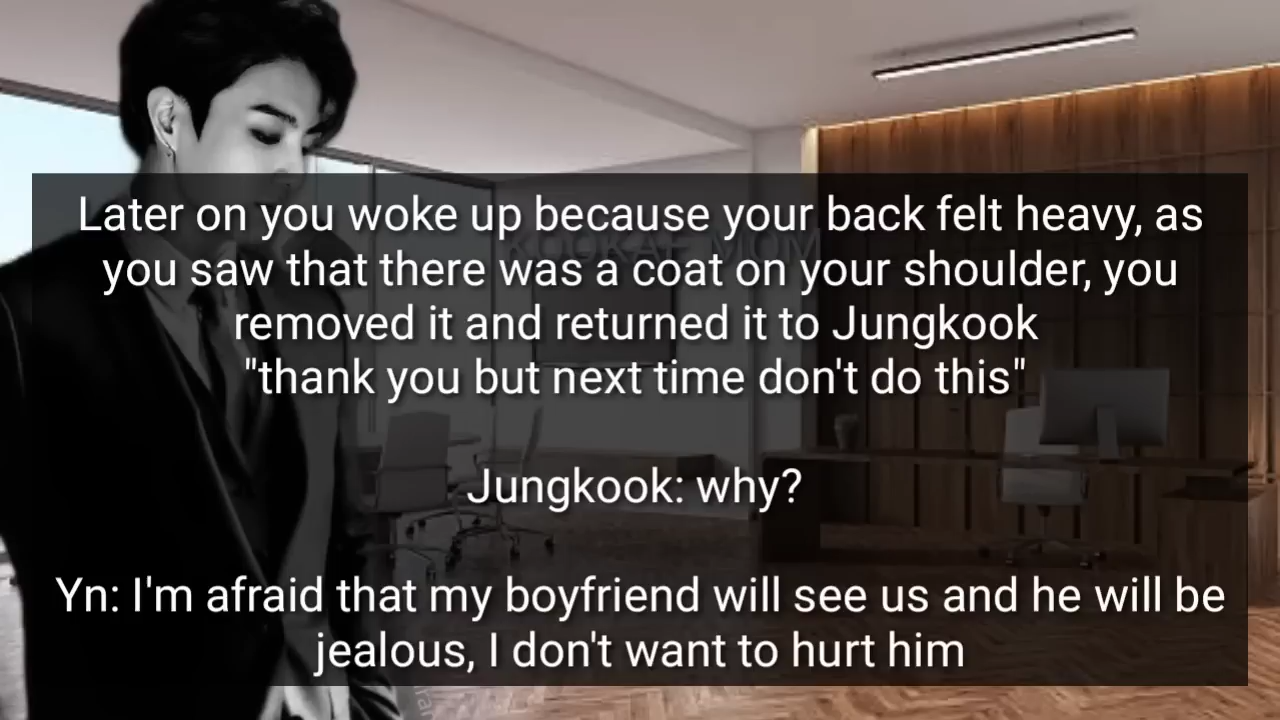 Later on you woke up because your back felt heavy, as
you saw that there was a coat on your shoulder, you
removed it and returned it to Jungkook
"thank you but next time don't do this"
Jungkook: why?
Yn: I'm afraid that my boyfriend will see us and he will be
jealous, I don't want to hurt him